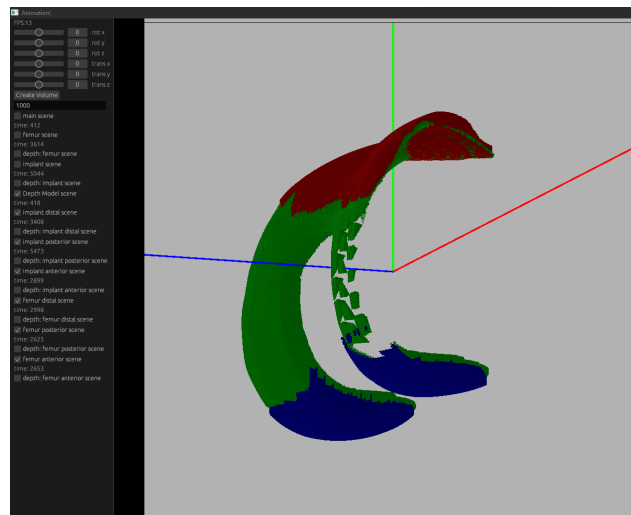 Animation!
FPS:13
0 rot x
0 rot y
0 rot z
0 trans x
0 trans y
0 trans z
Create Volume
1000
main scene
time: 412
femur scene
time: 3614
depth: femur scene
implant scene
time: 5044
depth: implant scene
Depth Model scene
time: 418
implant distal scene
time: 3408
depth: implant distal scene
implant posterior scene
time: 5473
depth: implant posterior scene
implant anterior scene
time: 2899
depth: implant anterior scene
femur distal scene
time: 2998
depth: femur distal scene
femur posterior scene
time: 2625
depth: femur posterior scene
femur anterior scene
time: 2653
depth: femur anterior scene